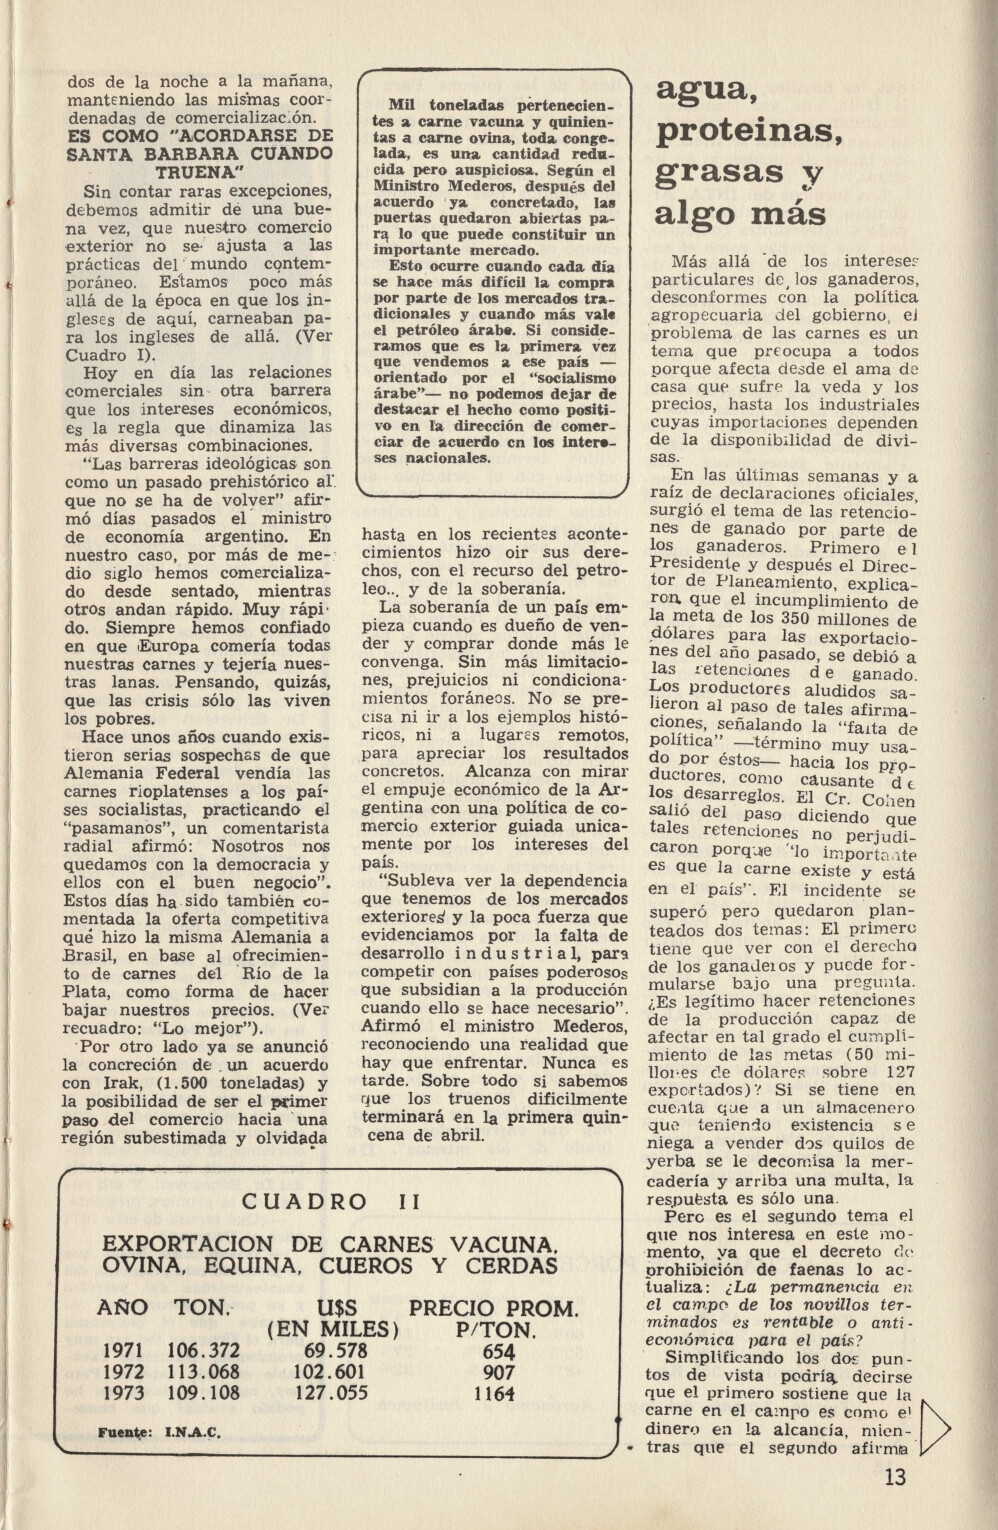 dos de la noche a la mañana,
manteniendo las mismas coor-
denadas de comercialización.
ES COMO "ACORDARSE DE
SANTA BARBARA CUANDO
TRUENA"
Sin contar raras excepciones,
debemos admitir de una bue-
na vez, que nuestro comercio
exterior no se ajusta a las
prácticas del mundo contem-
poráneo. Estamos poco más
allá de la época en que los in-
gleses de aquí, carneaban pa-
ra los ingleses de allá. (Ver
Cuadro I).
Hoy en día las relaciones
comerciales sin otra barrera
que los intereses económicos,
es la regla que dinamiza las
más diversas combinaciones.
"Las barreras ideológicas son
como un pasado prehistórico al
que no se ha de volver" afir-
mó días pasados el ministro
de economía argentino. En
nuestro caso, por más de me-
dio siglo hemos comercializa-
do desde sentado, mientras
otros andan rápido. Muy rápi-
do. Siempre hemos confiado
en que Europa comería todas
nuestras carnes y tejería nues-
tras lanas. Pensando, quizás,
que las crisis sólo las viven
los pobres.
Hace unos años cuando exis-
tieron serias sospechas de que
Alemania Federal vendía las
carnes rioplatenses a los paí-
ses socialistas, practicando el
"pasamanos", un comentarista
radial afirmó: Nosotros nos
quedamos con la democracia y
ellos con el buen negocio".
Estos días ha sido también co-
mentada la oferta competitiva
qué hizo la misma Alemania a
Brasil, en base al ofrecimien-
to de carnes del Río de la
Plata, como forma de hacer
bajar nuestros precios. (Ver
recuadro: "Lo mejor").
Por otro lado ya se anunció
la concreción de un acuerdo
con Irak, (1.500 toneladas) y
la posibilidad de ser el primer
paso del comercio hacia una
región subestimada y olvidada
Mil toneladas pertenecien-
tes a carne vacuna y quinien-
tas a carne ovina, toda conge-
lada, es una cantidad redu-
cida pero auspiciosa. Según el
Ministro Mederos, después del
acuerdo ya concretado, las
puertas quedaron abiertas pa-
ra lo que puede constituir un
importante mercado.
Esto ocurre cuando cada día
se hace más difícil la compra
por parte de los mercados tra-
dicionales y cuando más vale
el petróleo árabe. Si conside-
ramos que es la primera vez
que vendemos a ese país —
orientado por el "socialismo
árabe"— no podemos dejar de
destacar el hecho como positi-
vo en la dirección de comer-
ciar de acuerdo cn los intere-
ses nacionales.
hasta en los recientes aconte-
cimientos hizo oir sus dere-
chos, con el recurso del petro-
leo... y de la soberanía.
La soberanía de un país em-
pieza cuando es dueño de ven-
der y comprar donde más le
convenga. Sin más limitacio-
nes, prejuicios ni condiciona-
mientos foráneos. No se pre-
cisa ni ir a los ejemplos histó-
ricos, ni a lugares remotos,
para apreciar los resultados
concretos. Alcanza con mirar
el empuje económico de la Ar-
gentina con una política de co-
mercio exterior guiada unica-
mente por los intereses del
país.
"Subleva ver la dependencia
que tenemos de los mercados
exteriores y la poca fuerza que
evidenciamos por la falta de
desarrollo industrial, para
competir con países poderosos
que subsidian a la producción
cuando ello se hace necesario".
Afirmó el ministro Mederos,
reconociendo una realidad que
hay que enfrentar. Nunca es
tarde. Sobre todo si sabemos
que los truenos dificilmente
terminará en la primera quin-
cena de abril.
CUADRO II
EXPORTACION DE CARNES VACUNA,
OVINA, EQUINA, CUEROS Y CERDAS
AÑO TON. U$S PRECIO PROM.
(EN MILES) P/TON.
1971 106.372 69.578 654
1972 113.068 102.601 907
1973 109.108 127.055 1164
Fuente: I.N.A.C.
agua,
proteinas,
grasas y
algo más
Más allá de los intereses
particulares de los ganaderos,
desconformes con la política
agropecuaria del gobierno, el
problema de las carnes es un
tema que preocupa a todos
porque afecta desde el ama de
casa que sufre la veda y los
precios, hasta los industriales
cuyas importaciones dependen
de la disponibilidad de divi-
sas.
En las últimas semanas y a
raíz de declaraciones oficiales,
surgió el tema de las retencio-
nes de ganado por parte de
los ganaderos. Primero el
Presidente y después el Direc-
tor de Planeamiento, explica-
ron que el incumplimiento de
la meta de los 350 millones de
dólares para las exportacio-
nes del año pasado, se debió a
las retenciones de ganado.
Los productores aludidos sa-
lieron al paso de tales afirma-
ciones, señalando la "falta de
política" —término muy usa-
do por éstos— hacia los pro-
ductores, como causante de
los desarreglos. El Cr. Cohen
salió del paso diciendo que
tales retenciones no perjudi-
caron porque "lo importante
es que la carne existe y está
en el país". El incidente se
superó pero quedaron plan-
teados dos temas: El primero
tiene que ver con el derecho
de los ganaderos y puede for-
mularse bajo una pregunta.
¿Es legítimo hacer retenciones
de la producción capaz de
afectar en tal grado el cumpli-
miento de las metas (50 mi-
llones de dólares sobre 127
exportados)? Si se tiene en
cuenta que a un almacenero
que teniendo existencia se
niega a vender dos quilos de
yerba se le decomisa la mer-
cadería y arriba una multa, la
respuesta es sólo una.
Pero es el segundo tema el
que nos interesa en este mo-
mento, ya que el decreto de
prohibición de faenas lo ac-
tualiza: ¿La permanencia en
el campo de los novillos ter-
minados es rentable o anti-
económica para el país?
Simplificando los dos pun-
tos de vista podría decirse
que el primero sostiene que la
carne en el campo es como el
dinero en la alcancía, mien-
tras que el segundo afirma
13